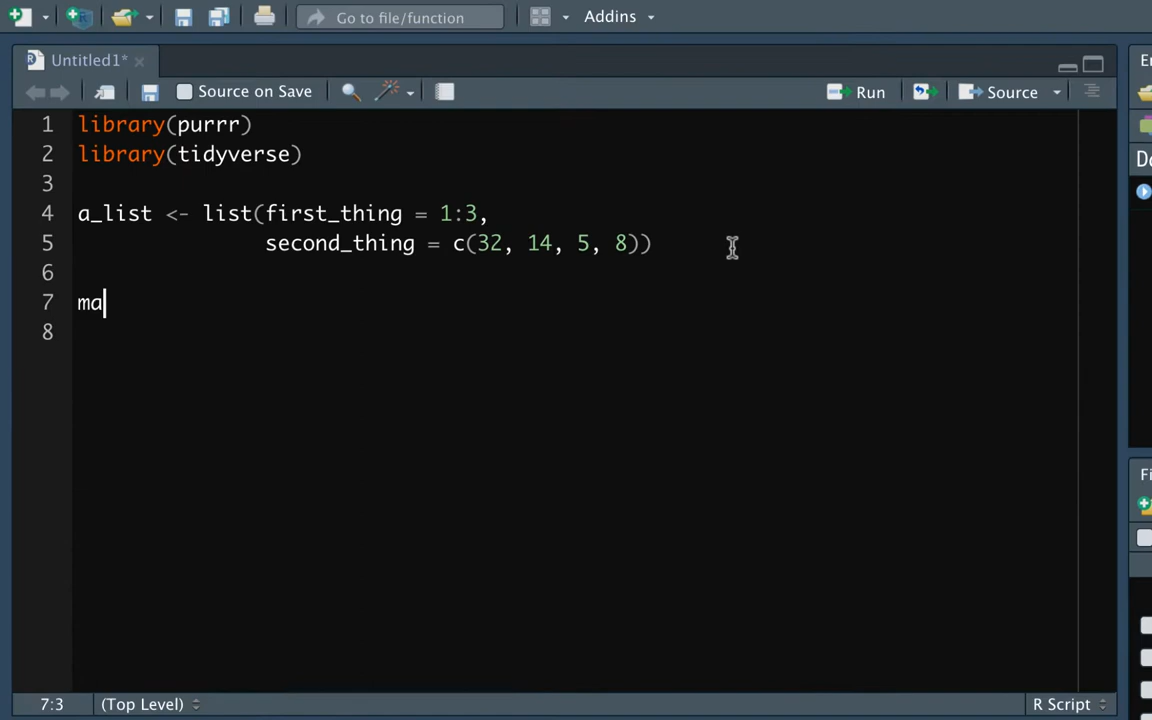 Go to file/function Addins
Untitled1*
Source on Save Run Source
1 library(purrr)
2 library(tidyverse)
3
4 a_list <- list(first_thing = 1:3,
5 second_thing = c(32, 14, 5, 8))
6
7 ma
8
7:3 (Top Level) R Script